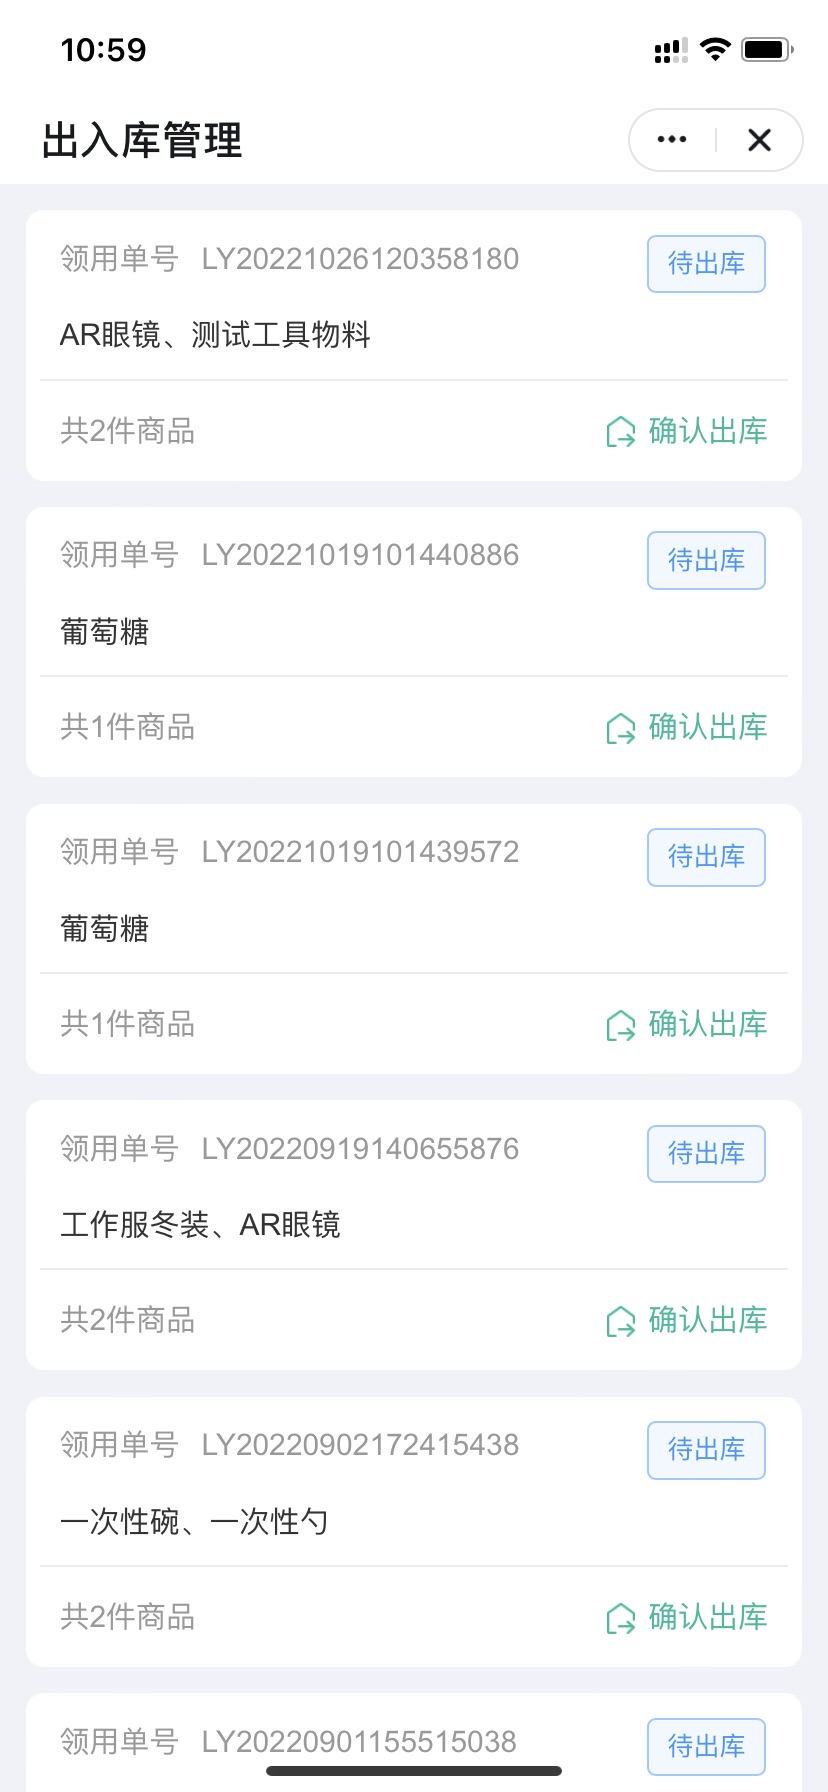 10:59
出入库管理
领用单号 LY20221026120358180 待出库
AR眼镜、测试工具物料
共2件商品 确认出库
领用单号 LY20221019101440886 待出库
葡萄糖
共1件商品 确认出库
领用单号 LY20221019101439572 待出库
葡萄糖
共1件商品 确认出库
领用单号 LY20220919140655876 待出库
工作服冬装、AR眼镜
共2件商品 确认出库
领用单号 LY20220902172415438 待出库
一次性碗、一次性勺
共2件商品 确认出库
领用单号 LY20220901155515038 待出库